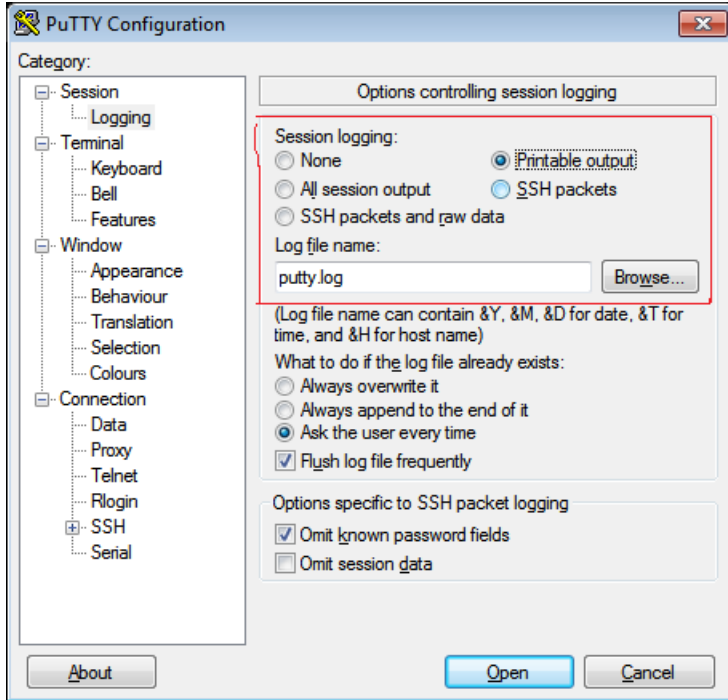 PuTTY Configuration
Category:
Session
Logging
Terminal
Keyboard
Bell
Features
Window
Appearance
Behaviour
Translation
Selection
Colours
Connection
Data
Proxy
Telnet
Rlogin
SSH
Serial
Options controlling session logging
Session logging:
None
Printable output
All session output
SSH packets
SSH packets and raw data
Log file name:
putty.log
Browse...
(Log file name can contain &Y, &M, &D for date, &T for
time, and &H for host name)
What to do if the log file already exists:
Always overwrite it
Always append to the end of it
Ask the user every time
Flush log file frequently
Options specific to SSH packet logging
Omit known password fields
Omit session data
About
Open
Cancel